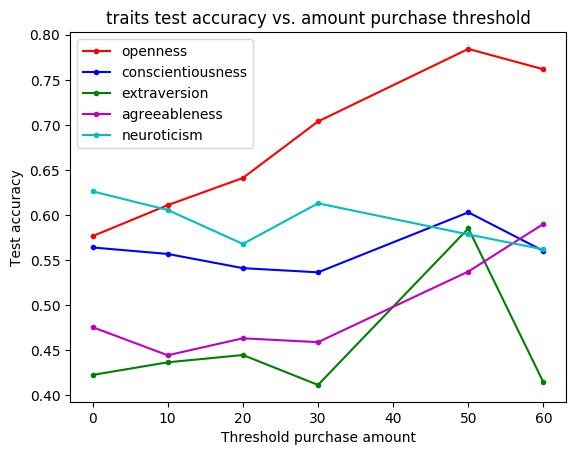 traits test accuracy vs. amount purchase threshold
0.80
0.75
0.70
0.65
0.60
0.55
0.50
0.45
0.40
Test accuracy
openness
conscientiousness
extraversion
agreeableness
neuroticism
0 10 20 30 40 50 60
Threshold purchase amount